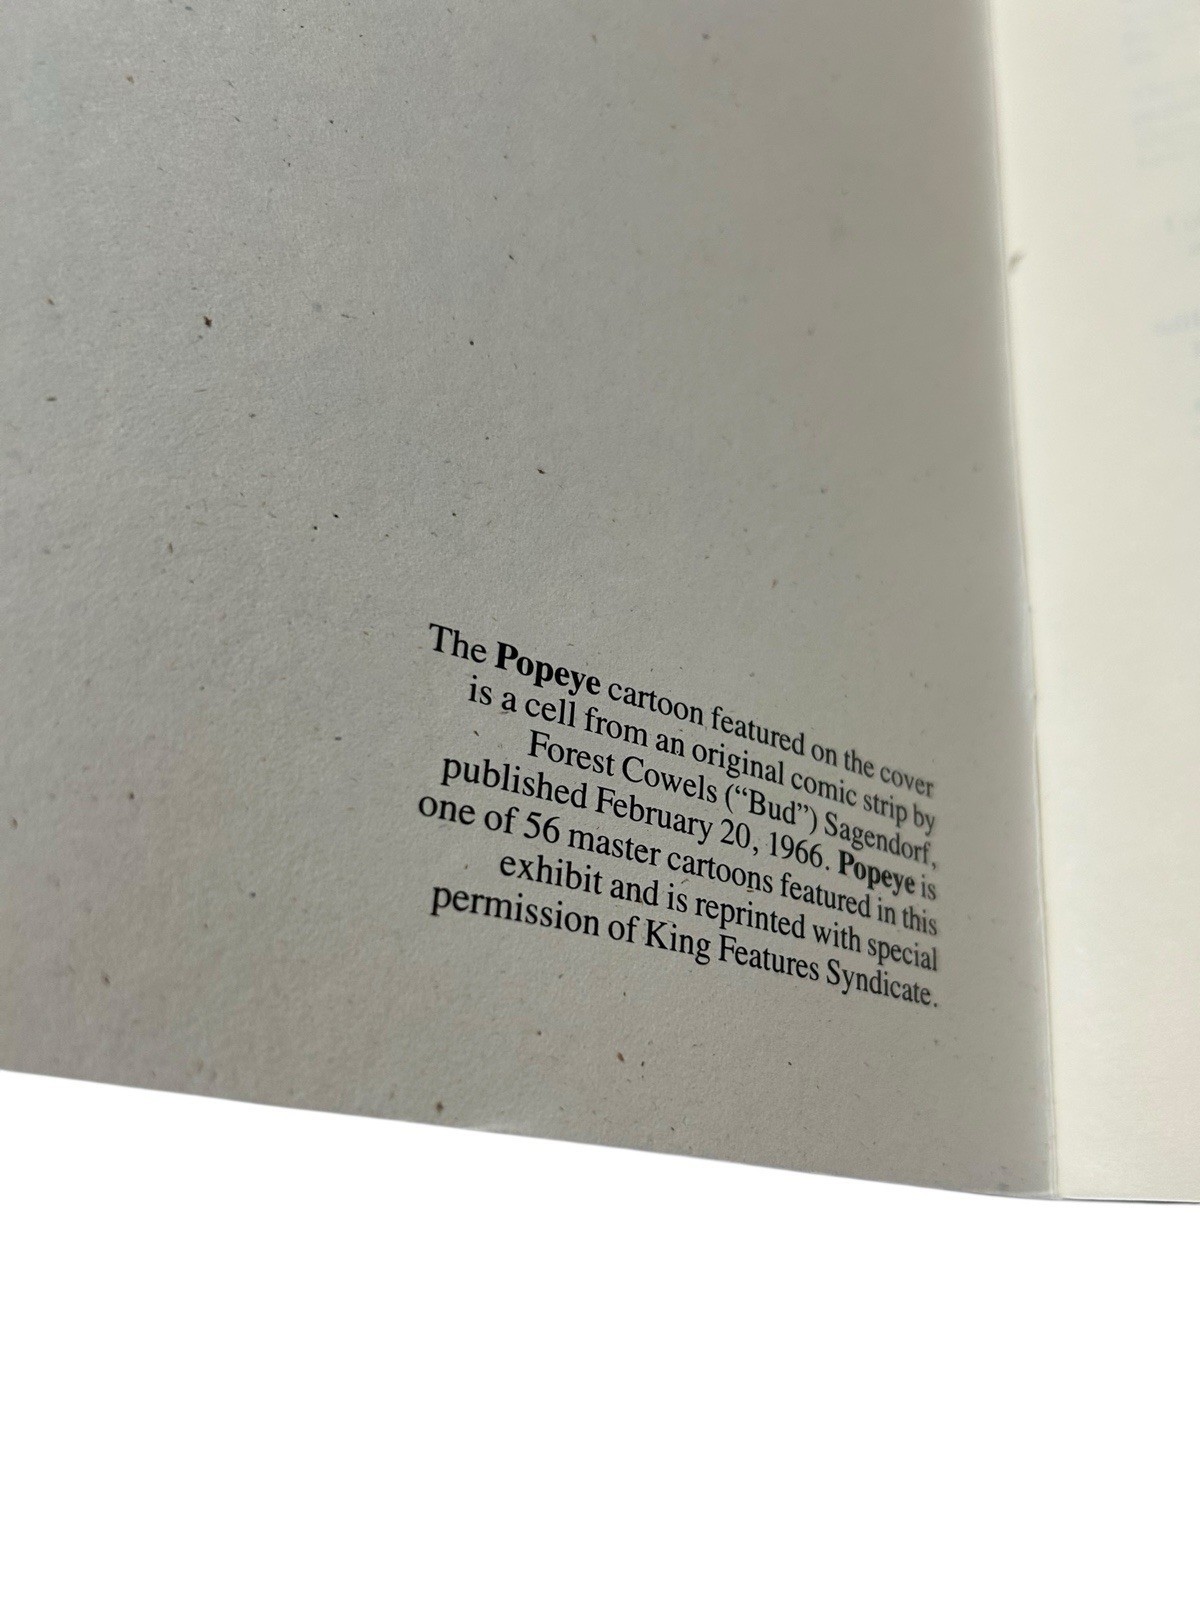 The Popeye cartoon featured on the cover
is a cell from an original comic strip by
Forest Cowels (“Bud”) Sagendorf,
published February 20, 1966. Popeye is
one of 56 master cartoons featured in this
exhibit and is reprinted with special
permission of King Features Syndicate.